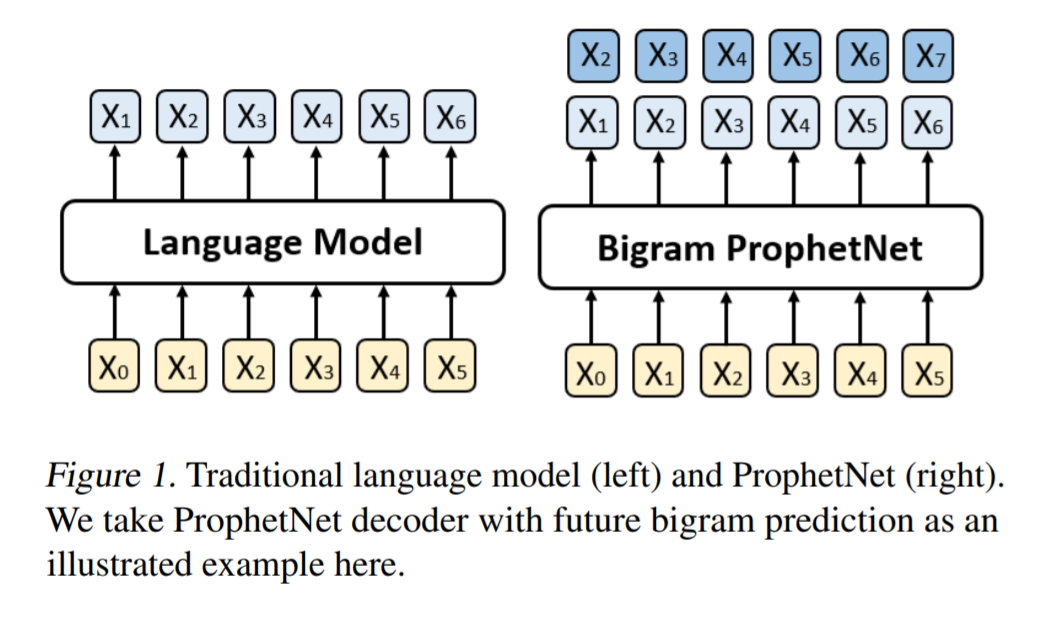 X2 X3 X4 X5 X6 X7
X1 X2 X3 X4 X5 X6
X1 X2 X3 X4 X5 X6
Language Model
Bigram ProphetNet
X0 X1 X2 X3 X4 X5
X0 X1 X2 X3 X4 X5
Figure 1. Traditional language model (left) and ProphetNet (right).
We take ProphetNet decoder with future bigram prediction as an
illustrated example here.